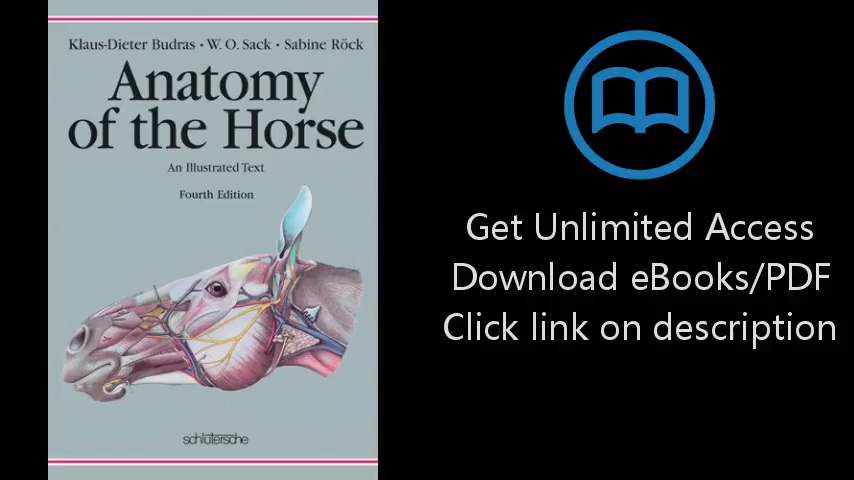 Klaus-Dieter Budras · W. O. Sack · Sabine Röck
Anatomy
of the Horse
An Illustrated Text
Fourth Edition
schlütersche
Get Unlimited Access
Download eBooks/PDF
Click link on description